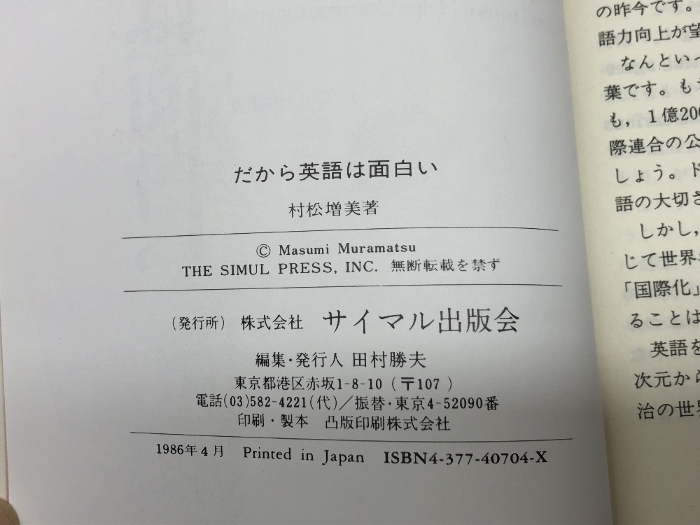 だから英語は面白い
村松増美著
© Masumi Muramatsu
THE SIMUL PRESS, INC. 無断転載を禁ず
(発行所) 株式会社 サイマル出版会
編集・発行人 田村勝夫
東京都港区赤坂1-8-10(〒107)
電話(03)582-4221(代)／振替・東京4-52090番
印刷・製本 凸版印刷株式会社
1986年4月 Printed in Japan ISBN4-377-40704-X
の昨今です。
語力向上が望
なんといっ
葉です。も
も，1億200
際連合の公
しょう。ド
語の大切さ
しかし，
じて世界
「国際化」
ることは
英語を
次元から
治の世界